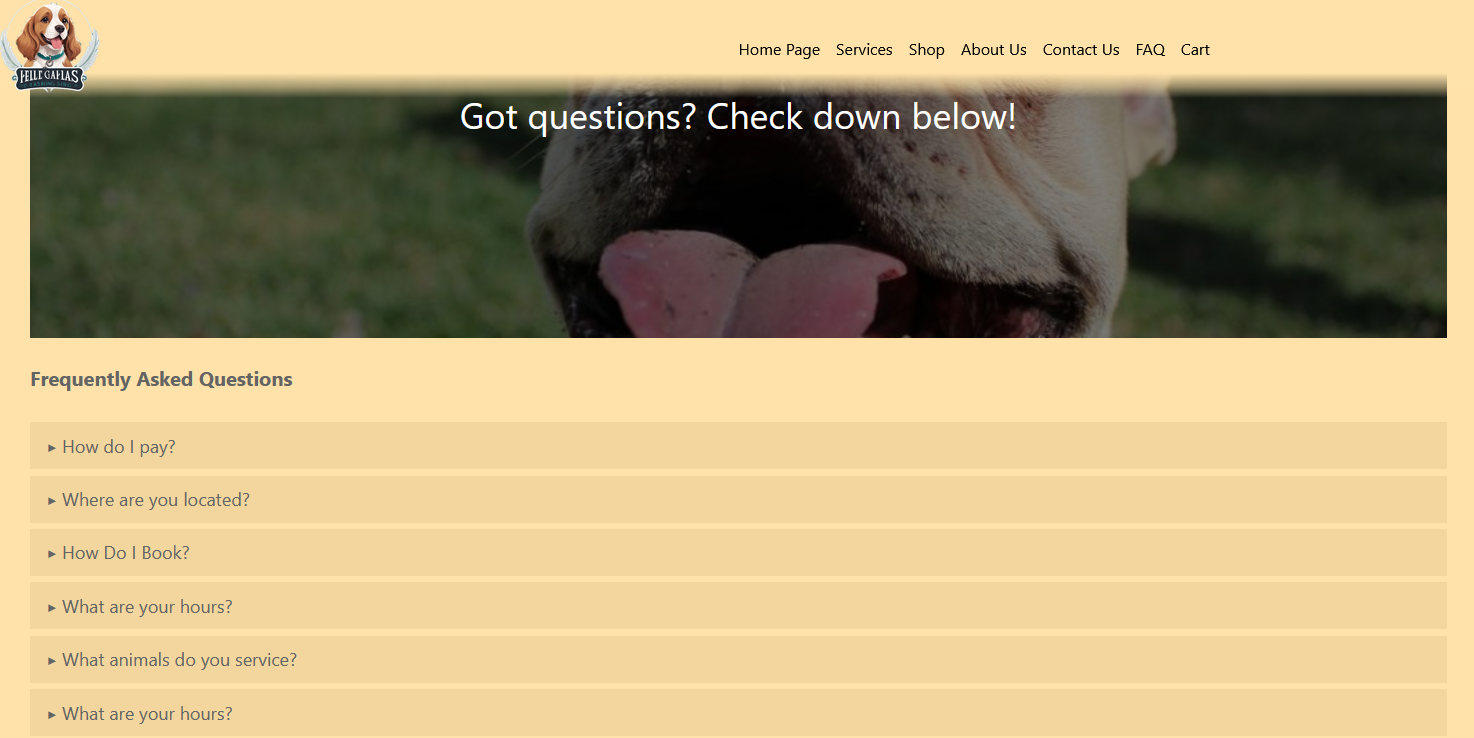 Home Page Services Shop About Us Contact Us FAQ Cart
Got questions? Check down below!
Frequently Asked Questions
▸ How do I pay?
▸ Where are you located?
▸ How Do I Book?
▸ What are your hours?
▸ What animals do you service?
▸ What are your hours?